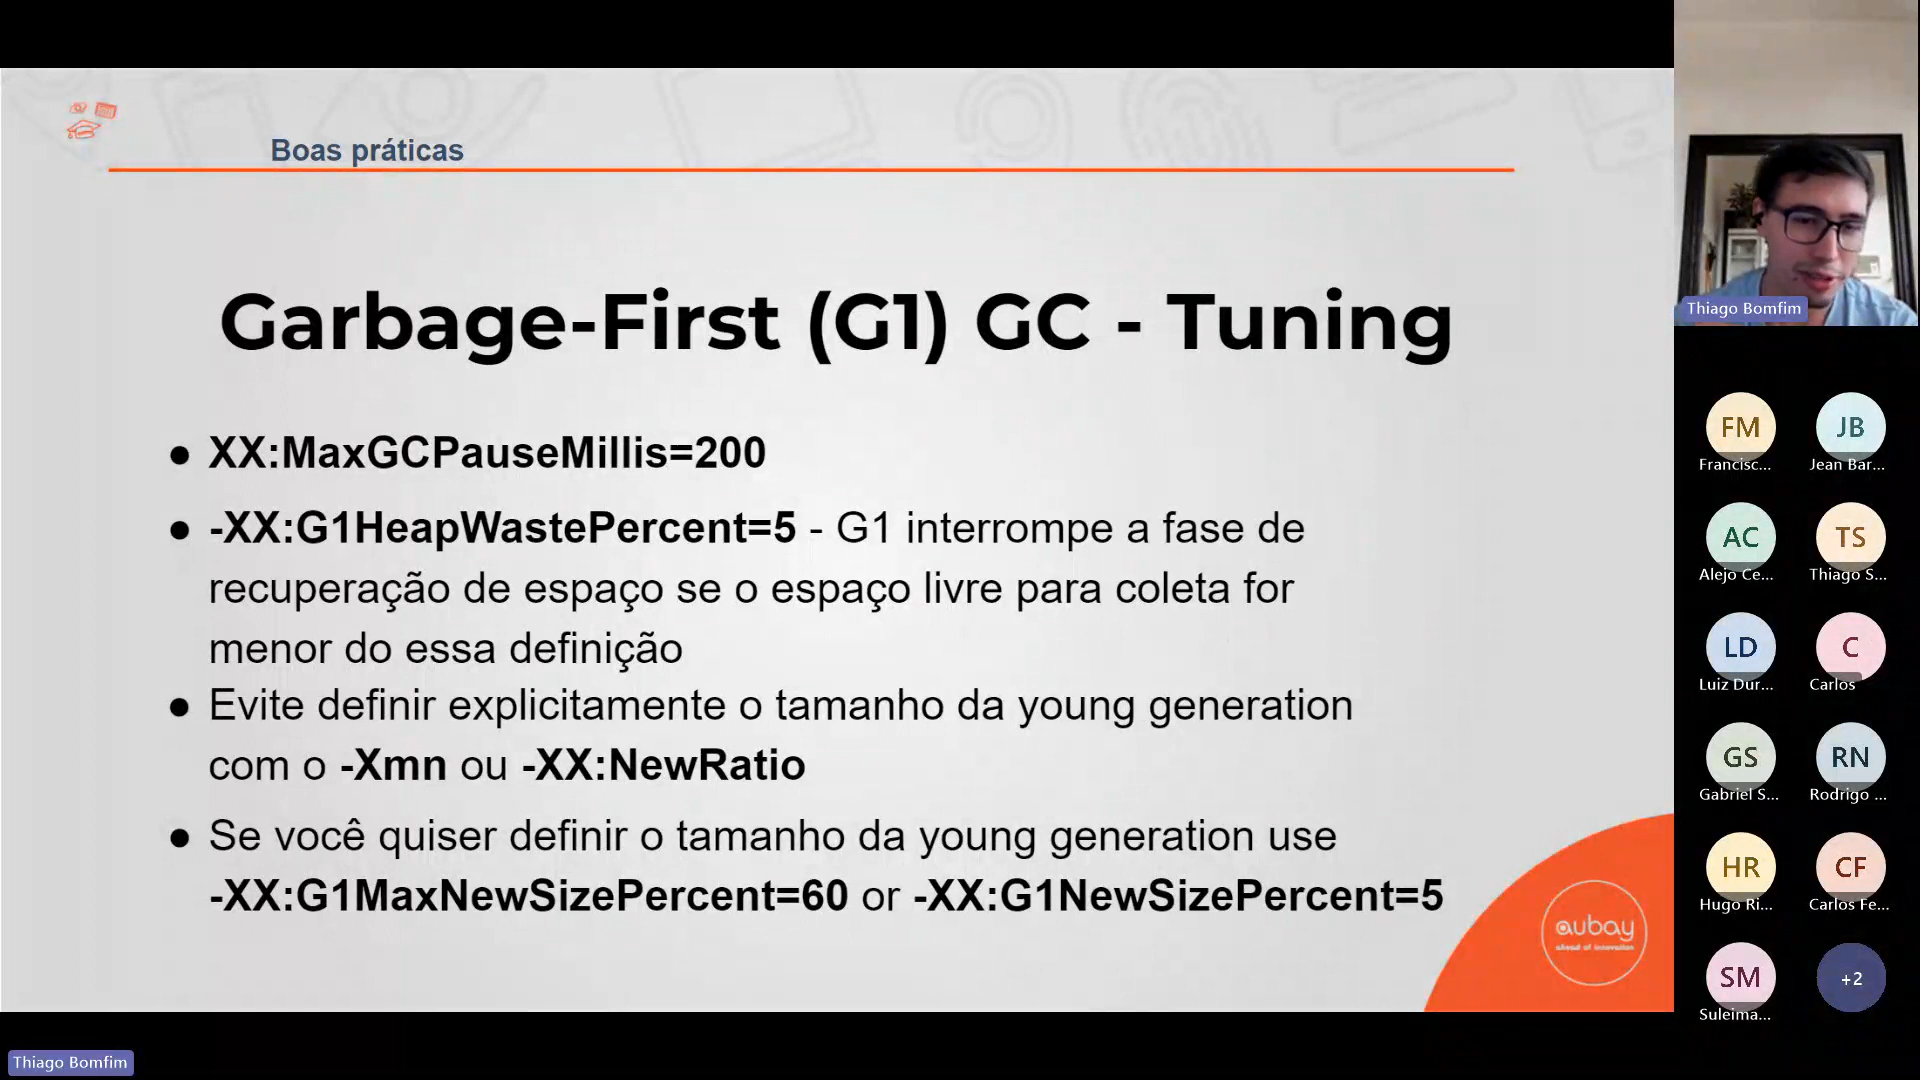 Boas práticas
Garbage-First (G1) GC - Tuning
● XX:MaxGCPauseMillis=200
● -XX:G1HeapWastePercent=5 - G1 interrompe a fase de
recuperação de espaço se o espaço livre para coleta for
menor do essa definição
● Evite definir explicitamente o tamanho da young generation
com o -Xmn ou -XX:NewRatio
● Se você quiser definir o tamanho da young generation use
-XX:G1MaxNewSizePercent=60 or -XX:G1NewSizePercent=5
aubay
ahead of innovation
Thiago Bomfim
Thiago Bomfim
FM
JB
Francisc...
Jean Bar...
AC
TS
Alejo Ce...
Thiago S...
LD
C
Luiz Dur...
Carlos
GS
RN
Gabriel S...
Rodrigo ...
HR
CF
Hugo Ri...
Carlos Fe...
SM
+2
Suleima...